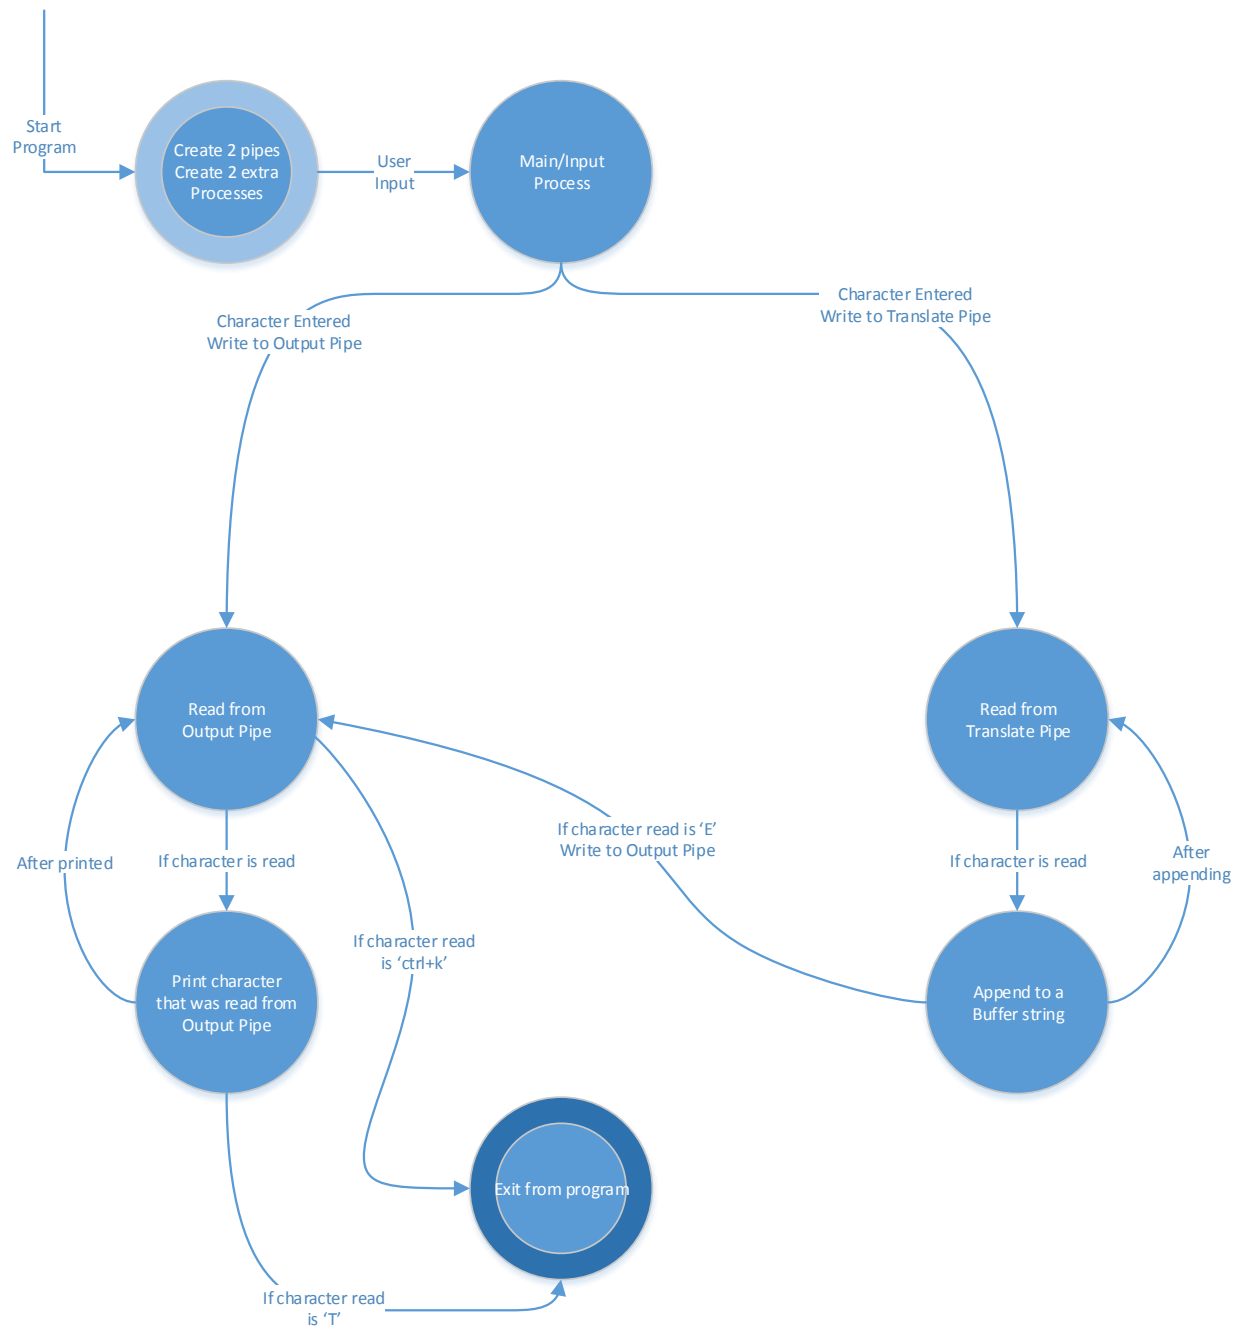 Start
Program
Create 2 pipes
Create 2 extra
Processes
User
Input
Main/Input
Process
Character Entered
Write to Output Pipe
Character Entered
Write to Translate Pipe
Read from
Output Pipe
Read from
Translate Pipe
After printed
If character is read
If character read is ‘E’
Write to Output Pipe
If character is read
After
appending
If character read
is ‘ctrl+k’
Print character
that was read from
Output Pipe
Append to a
Buffer string
Exit from program
If character read
is ‘T’